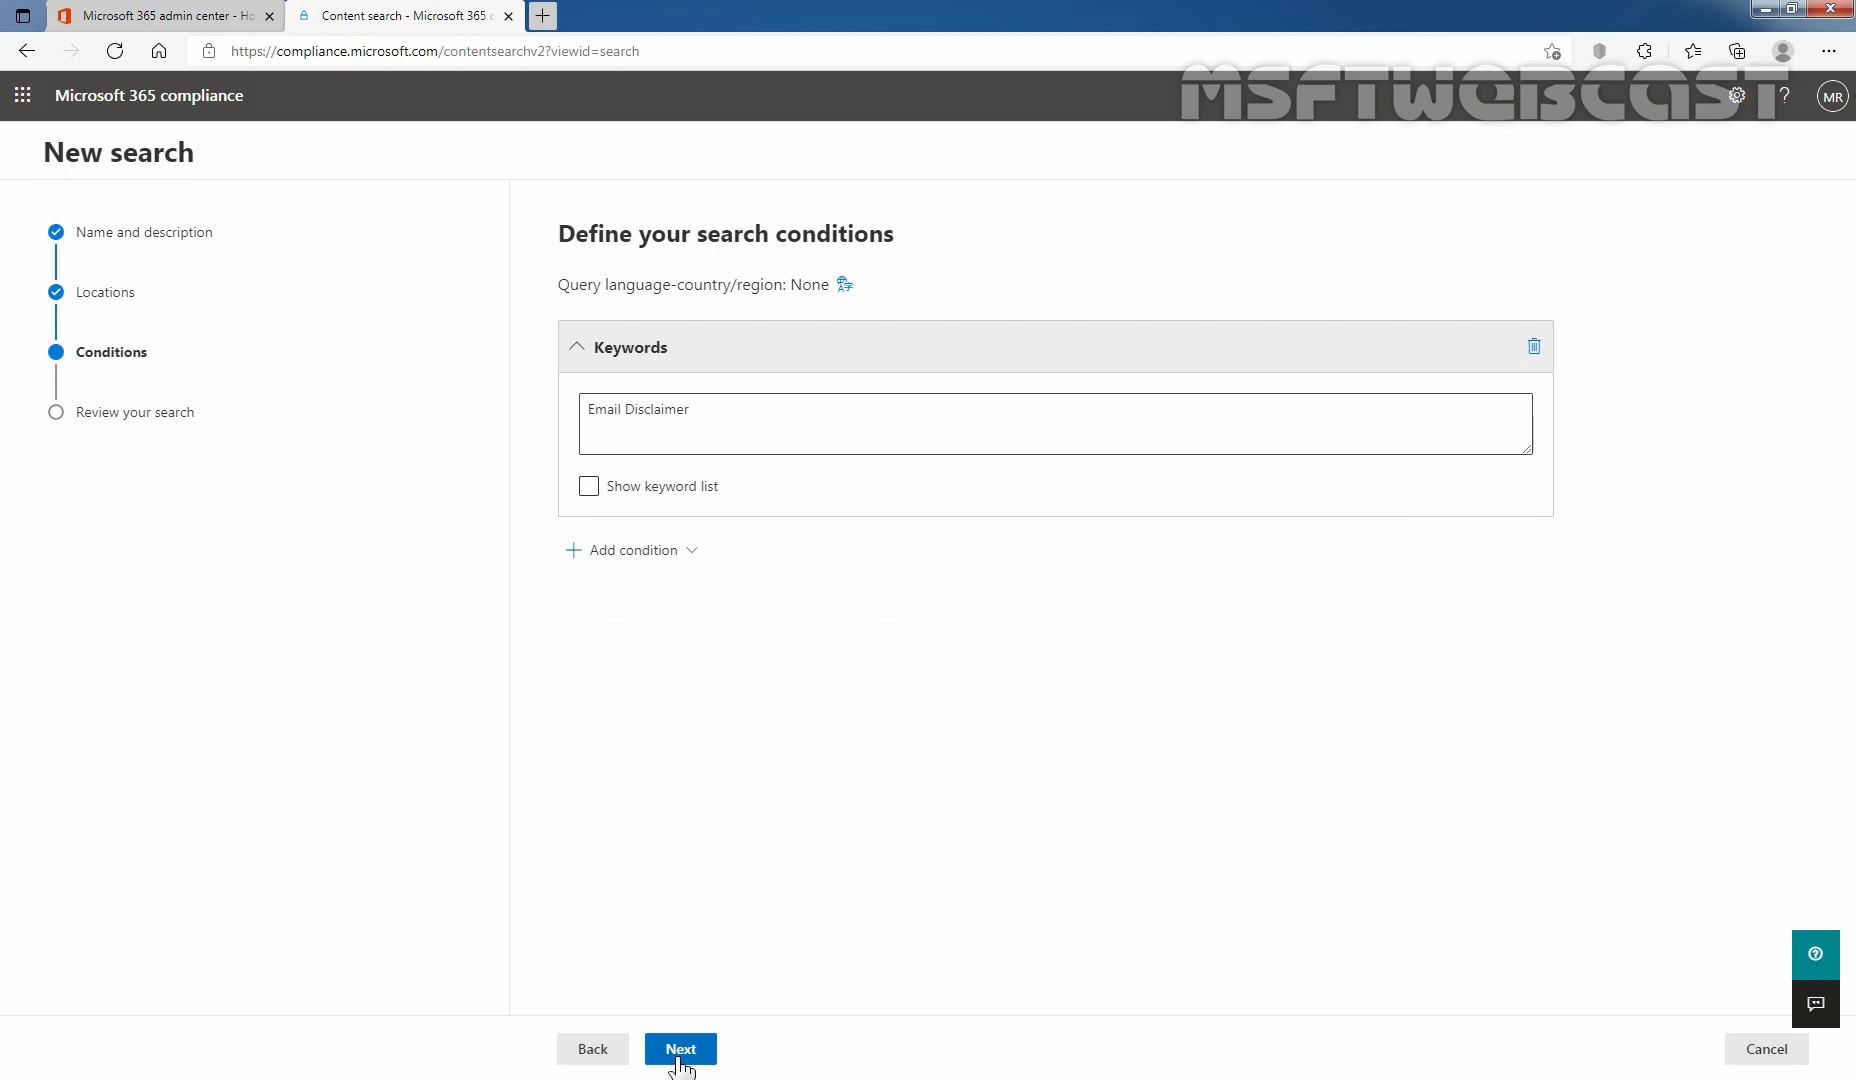 Microsoft 365 admin center - Ho
Content search - Microsoft 365 c
https://compliance.microsoft.com/contentsearchv2?viewid=search
Microsoft 365 compliance
MSFTWEBCAST
MR
New search
Name and description
Locations
Conditions
Review your search
Define your search conditions
Query language-country/region: None
Keywords
Email Disclaimer
Show keyword list
Add condition
Back
Next
Cancel